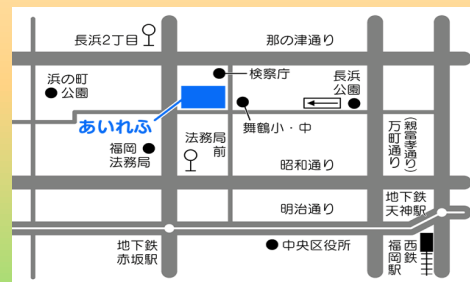 長浜2丁目
那の津通り
検察庁
浜の町
公園
長浜
公園
あいれふ
舞鶴小・中
福岡
法務局
法務局
前
昭和通り
万町通り
(親富孝通り)
明治通り
地下鉄
天神駅
地下鉄
赤坂駅
中央区役所
西鉄
福岡駅